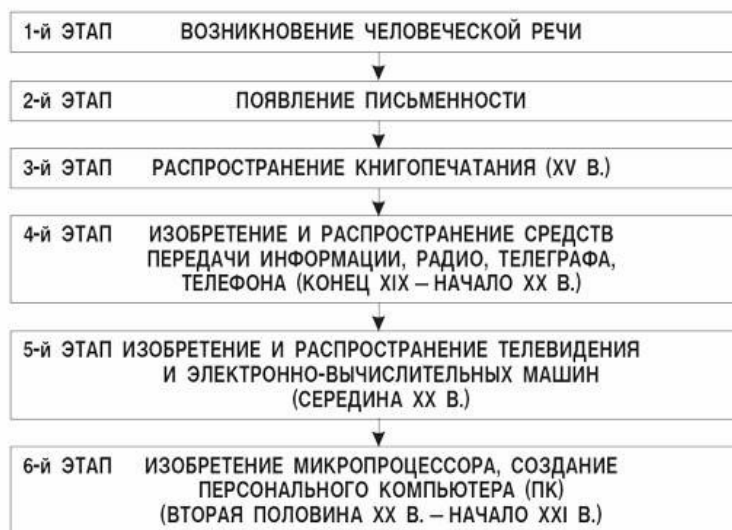 1-й ЭТАП ВОЗНИКНОВЕНИЕ ЧЕЛОВЕЧЕСКОЙ РЕЧИ
2-й ЭТАП ПОЯВЛЕНИЕ ПИСЬМЕННОСТИ
3-й ЭТАП РАСПРОСТРАНЕНИЕ КНИГОПЕЧАТАНИЯ (XV В.)
4-й ЭТАП ИЗОБРЕТЕНИЕ И РАСПРОСТРАНЕНИЕ СРЕДСТВ
ПЕРЕДАЧИ ИНФОРМАЦИИ, РАДИО, ТЕЛЕГРАФА,
ТЕЛЕФОНА (КОНЕЦ XIX – НАЧАЛО XX В.)
5-й ЭТАП ИЗОБРЕТЕНИЕ И РАСПРОСТРАНЕНИЕ ТЕЛЕВИДЕНИЯ
И ЭЛЕКТРОННО-ВЫЧИСЛИТЕЛЬНЫХ МАШИН
(СЕРЕДИНА XX В.)
6-й ЭТАП ИЗОБРЕТЕНИЕ МИКРОПРОЦЕССОРА, СОЗДАНИЕ
ПЕРСОНАЛЬНОГО КОМПЬЮТЕРА (ПК)
(ВТОРАЯ ПОЛОВИНА XX В. – НАЧАЛО XXI В.)